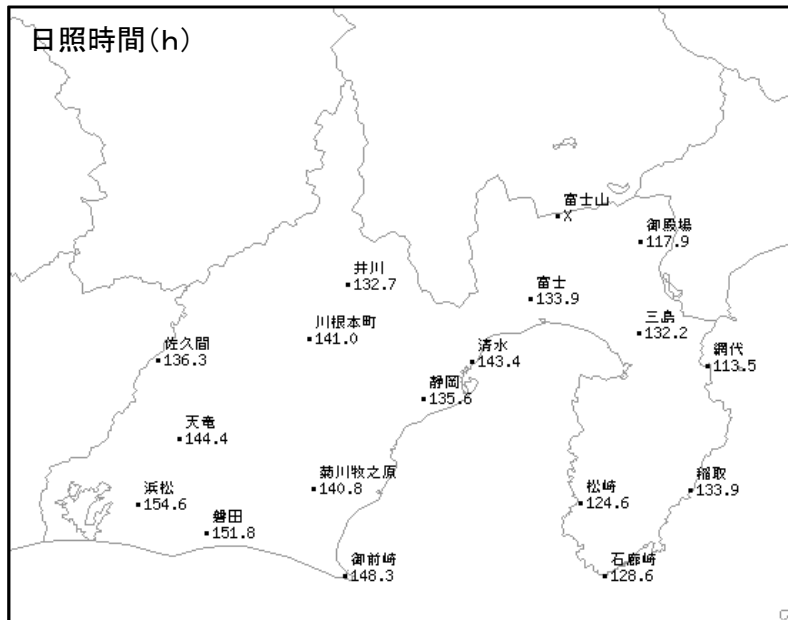 日照時間(h)
富士山
X
御殿場
117.9
井川
132.7
富士
133.9
川根本町
141.0
三島
132.2
佐久間
136.3
清水
143.4
網代
113.5
静岡
135.6
天竜
144.4
菊川牧之原
140.8
浜松
154.6
松崎
124.6
稲取
133.9
磐田
151.8
御前崎
148.3
石廊崎
128.6